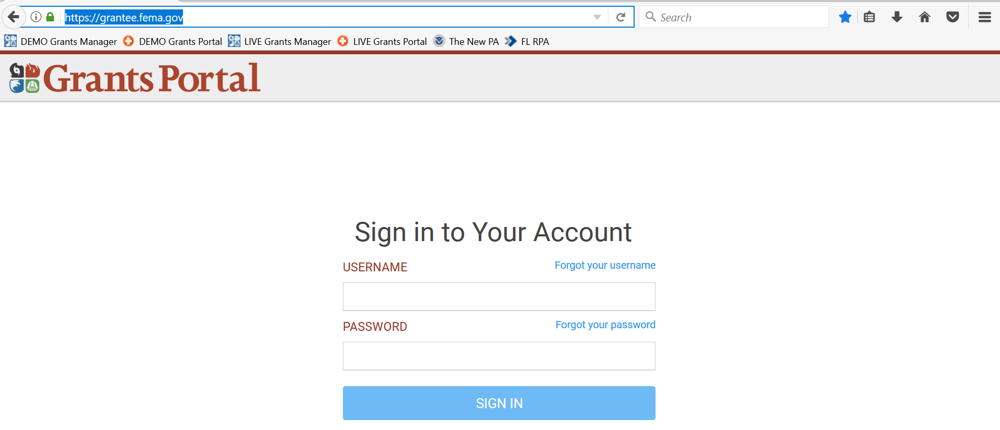 https://grantee.fema.gov
Search
DEMO Grants Manager DEMO Grants Portal LIVE Grants Manager LIVE Grants Portal The New PA FL RPA
Grants Portal
FEMA
Sign in to Your Account
USERNAME Forgot your username
PASSWORD Forgot your password
SIGN IN